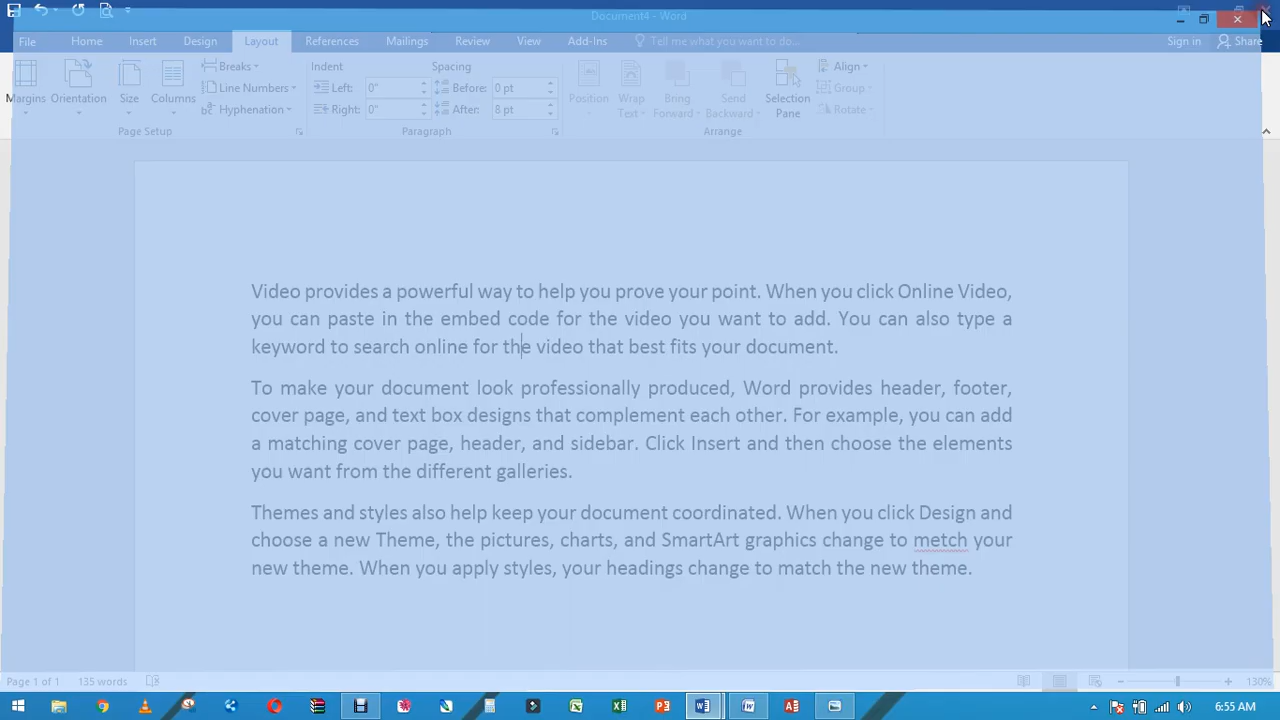 Document4 - Word
File Home Insert Design Layout References Mailings Review View Add-Ins Tell me what you want to do... Sign in Share
Margins Orientation Size Columns
Breaks
Line Numbers
Hyphenation
Page Setup
Indent Spacing
Left: 0" Before: 0 pt
Right: 0" After: 8 pt
Paragraph
Position Wrap Text Bring Forward Send Backward Selection Pane
Align
Group
Rotate
Arrange
Video provides a powerful way to help you prove your point. When you click Online Video,
you can paste in the embed code for the video you want to add. You can also type a
keyword to search online for the video that best fits your document.
To make your document look professionally produced, Word provides header, footer,
cover page, and text box designs that complement each other. For example, you can add
a matching cover page, header, and sidebar. Click Insert and then choose the elements
you want from the different galleries.
Themes and styles also help keep your document coordinated. When you click Design and
choose a new Theme, the pictures, charts, and SmartArt graphics change to metch your
new theme. When you apply styles, your headings change to match the new theme.
Page 1 of 1 135 words 130%
6:55 AM